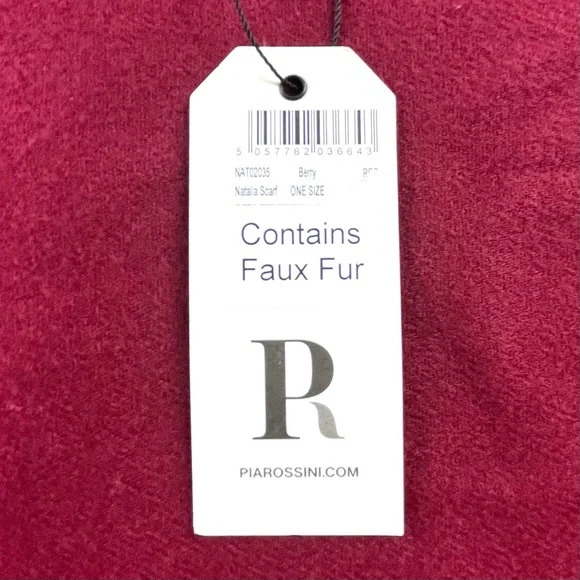 5 057762 036643
NAT02035 Berry
Natalia Scarf ONE SIZE
Contains
Faux Fur
PR
PIAROSSINI.COM